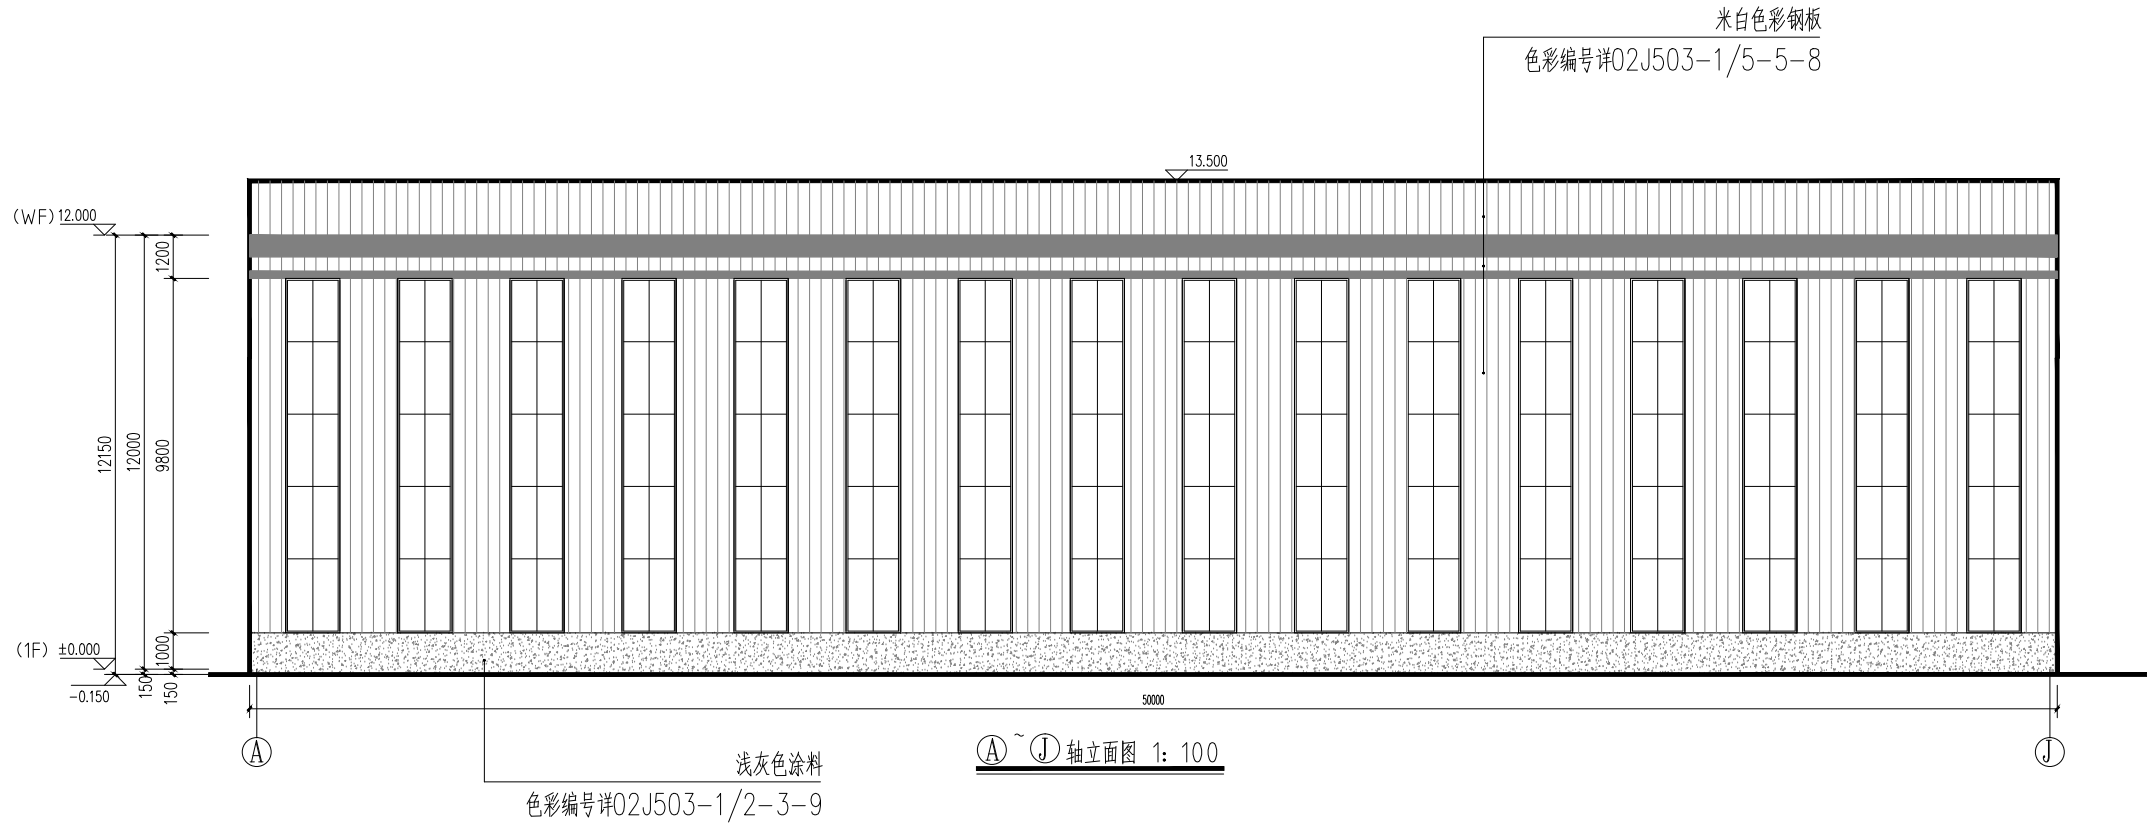 米白色彩钢板
色彩编号详02J503-1/5-5-8
13.500
(WF) 12.000
1200
12150
12000
9800
(1F) ±0.000
1000
-0.150
150
150
50000
A
J
A ~ J 轴立面图 1: 100
浅灰色涂料
色彩编号详02J503-1/2-3-9